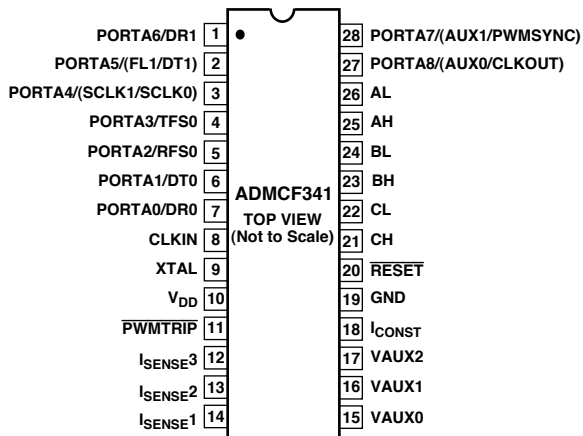 PORTA6/DR1 1 28 PORTA7/(AUX1/PWMSYNC)
PORTA5/(FL1/DT1) 2 27 PORTA8/(AUX0/CLKOUT)
PORTA4/(SCLK1/SCLK0) 3 26 AL
PORTA3/TFS0 4 25 AH
PORTA2/RFS0 5 24 BL
PORTA1/DT0 6 23 BH
ADMCF341
PORTA0/DR0 7 TOP VIEW 22 CL
CLKIN 8 (Not to Scale) 21 CH
XTAL 9 20 RESET
VDD 10 19 GND
PWMTRIP 11 18 ICONST
ISENSE3 12 17 VAUX2
ISENSE2 13 16 VAUX1
ISENSE1 14 15 VAUX0